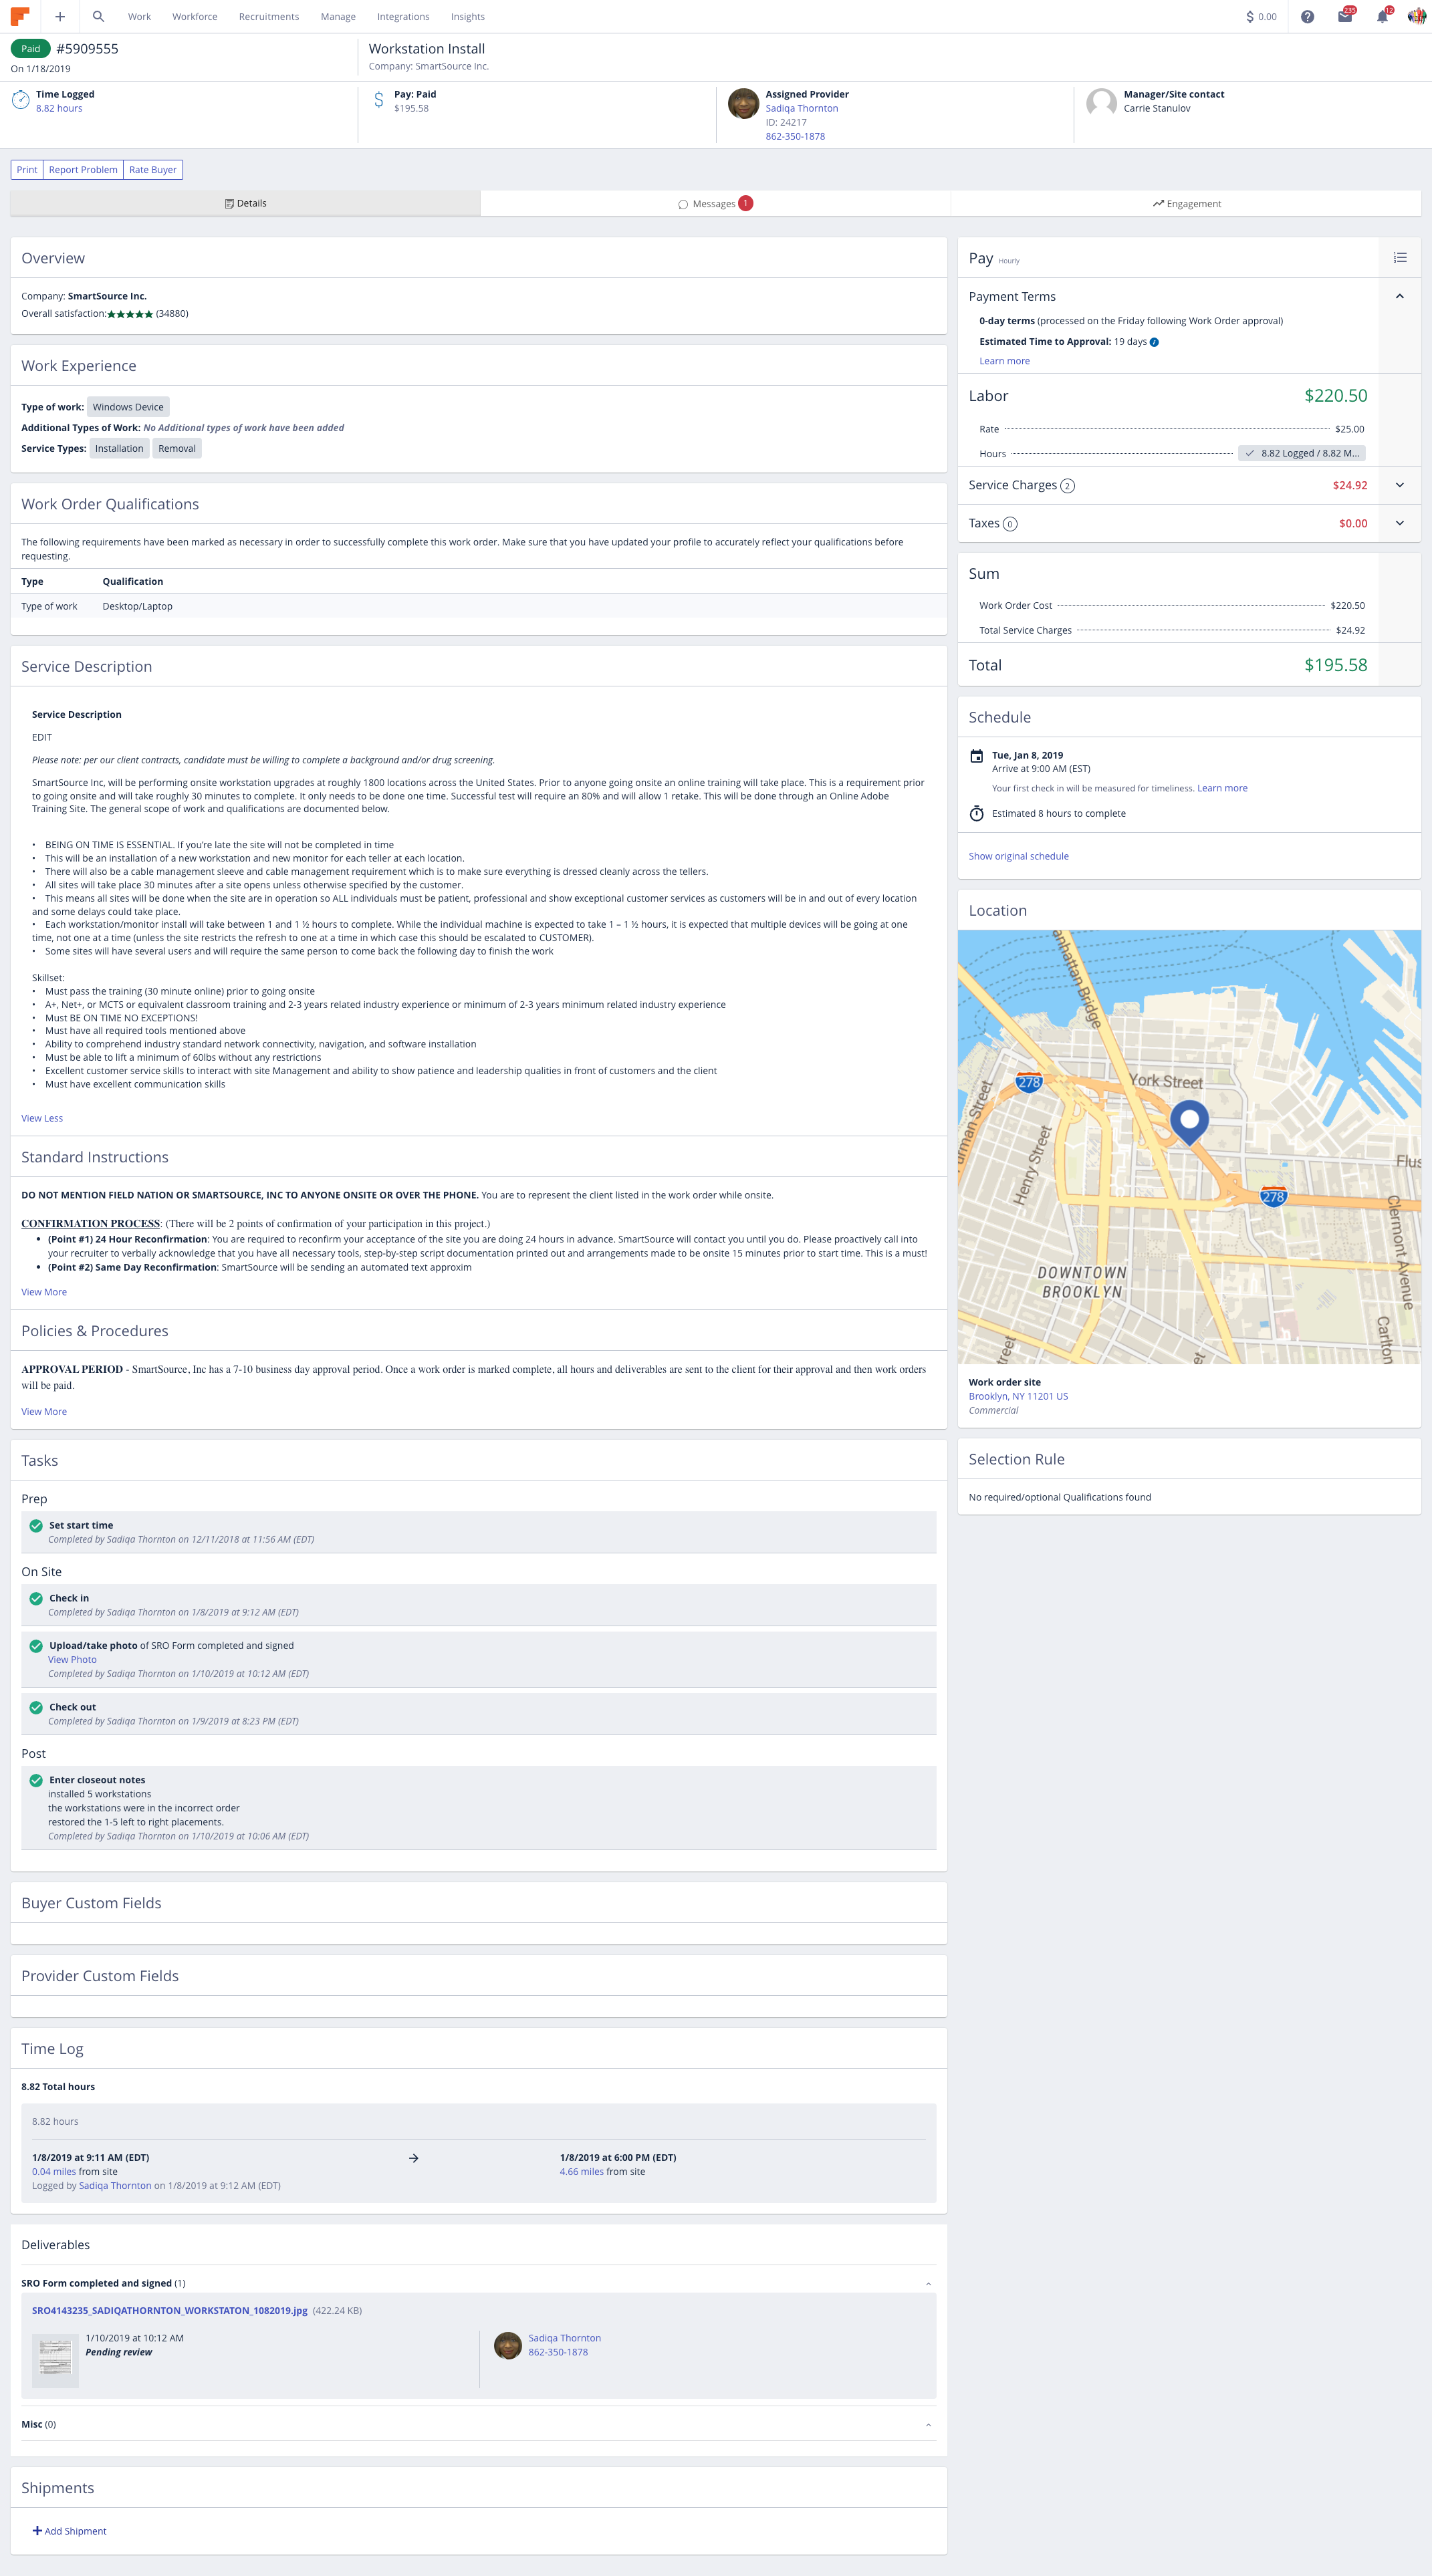 Work Workforce Recruitments Manage Integrations Insights
$ 0.00
235
12
Paid #5909555
On 1/18/2019
Workstation Install
Company: SmartSource Inc.
Time Logged
8.82 hours
Pay: Paid
$195.58
Assigned Provider
Sadiqa Thornton
ID: 24217
862-350-1878
Manager/Site contact
Carrie Stanulov
Print Report Problem Rate Buyer
Details
Messages 1
Engagement
Overview
Company: SmartSource Inc.
Overall satisfaction:★★★★★ (34880)
Work Experience
Type of work: Windows Device
Additional Types of Work: No Additional types of work have been added
Service Types: Installation Removal
Work Order Qualifications
The following requirements have been marked as necessary in order to successfully complete this work order. Make sure that you have updated your profile to accurately reflect your qualifications before
requesting.
Type Qualification
Type of work Desktop/Laptop
Service Description
Service Description
EDIT
Please note: per our client contracts, candidate must be willing to complete a background and/or drug screening.
SmartSource Inc, will be performing onsite workstation upgrades at roughly 1800 locations across the United States. Prior to anyone going onsite an online training will take place. This is a requirement prior
to going onsite and will take roughly 30 minutes to complete. It only needs to be done one time. Successful test will require an 80% and will allow 1 retake. This will be done through an Online Adobe
Training Site. The general scope of work and qualifications are documented below.
• BEING ON TIME IS ESSENTIAL. If you're late the site will not be completed in time
• This will be an installation of a new workstation and new monitor for each teller at each location.
• There will also be a cable management sleeve and cable management requirement which is to make sure everything is dressed cleanly across the tellers.
• All sites will take place 30 minutes after a site opens unless otherwise specified by the customer.
• This means all sites will be done when the site are in operation so ALL individuals must be patient, professional and show exceptional customer services as customers will be in and out of every location
and some delays could take place.
• Each workstation/monitor install will take between 1 and 1 ½ hours to complete. While the individual machine is expected to take 1 – 1 ½ hours, it is expected that multiple devices will be going at one
time, not one at a time (unless the site restricts the refresh to one at a time in which case this should be escalated to CUSTOMER).
• Some sites will have several users and will require the same person to come back the following day to finish the work
Skillset:
• Must pass the training (30 minute online) prior to going onsite
• A+, Net+, or MCTS or equivalent classroom training and 2-3 years related industry experience or minimum of 2-3 years minimum related industry experience
• Must BE ON TIME NO EXCEPTIONS!
• Must have all required tools mentioned above
• Ability to comprehend industry standard network connectivity, navigation, and software installation
• Must be able to lift a minimum of 60lbs without any restrictions
• Excellent customer service skills to interact with site Management and ability to show patience and leadership qualities in front of customers and the client
• Must have excellent communication skills
View Less
Standard Instructions
DO NOT MENTION FIELD NATION OR SMARTSOURCE, INC TO ANYONE ONSITE OR OVER THE PHONE. You are to represent the client listed in the work order while onsite.
CONFIRMATION PROCESS: (There will be 2 points of confirmation of your participation in this project.)
• (Point #1) 24 Hour Reconfirmation: You are required to reconfirm your acceptance of the site you are doing 24 hours in advance. SmartSource will contact you until you do. Please proactively call into
your recruiter to verbally acknowledge that you have all necessary tools, step-by-step script documentation printed out and arrangements made to be onsite 15 minutes prior to start time. This is a must!
• (Point #2) Same Day Reconfirmation: SmartSource will be sending an automated text approxim
View More
Policies & Procedures
APPROVAL PERIOD - SmartSource, Inc has a 7-10 business day approval period. Once a work order is marked complete, all hours and deliverables are sent to the client for their approval and then work orders
will be paid.
View More
Tasks
Prep
Set start time
Completed by Sadiqa Thornton on 12/11/2018 at 11:56 AM (EDT)
On Site
Check in
Completed by Sadiqa Thornton on 1/8/2019 at 9:12 AM (EDT)
Upload/take photo of SRO Form completed and signed
View Photo
Completed by Sadiqa Thornton on 1/10/2019 at 10:12 AM (EDT)
Check out
Completed by Sadiqa Thornton on 1/9/2019 at 8:23 PM (EDT)
Post
Enter closeout notes
installed 5 workstations
the workstations were in the incorrect order
restored the 1-5 left to right placements.
Completed by Sadiqa Thornton on 1/10/2019 at 10:06 AM (EDT)
Buyer Custom Fields
Provider Custom Fields
Time Log
8.82 Total hours
8.82 hours
1/8/2019 at 9:11 AM (EDT)
0.04 miles from site
Logged by Sadiqa Thornton on 1/8/2019 at 9:12 AM (EDT)
1/8/2019 at 6:00 PM (EDT)
4.66 miles from site
Deliverables
SRO Form completed and signed (1)
SRO4143235_SADIQATHORNTON_WORKSTATON_1082019.jpg (422.24 KB)
1/10/2019 at 10:12 AM
Pending review
Sadiqa Thornton
862-350-1878
Misc (0)
Shipments
+ Add Shipment
Pay Hourly
Payment Terms
0-day terms (processed on the Friday following Work Order approval)
Estimated Time to Approval: 19 days
Learn more
Labor $220.50
Rate $25.00
Hours 8.82 Logged / 8.82 M...
Service Charges 2 $24.92
Taxes 0 $0.00
Sum
Work Order Cost $220.50
Total Service Charges $24.92
Total $195.58
Schedule
Tue, Jan 8, 2019
Arrive at 9:00 AM (EST)
Your first check in will be measured for timeliness. Learn more
Estimated 8 hours to complete
Show original schedule
Location
anhattan Bridge
York Street
278
urman Street
Henry Street
Flus
278
Clermont Avenue
DOWNTOWN
BROOKLYN
Carlton
treet
et
Work order site
Brooklyn, NY 11201 US
Commercial
Selection Rule
No required/optional Qualifications found